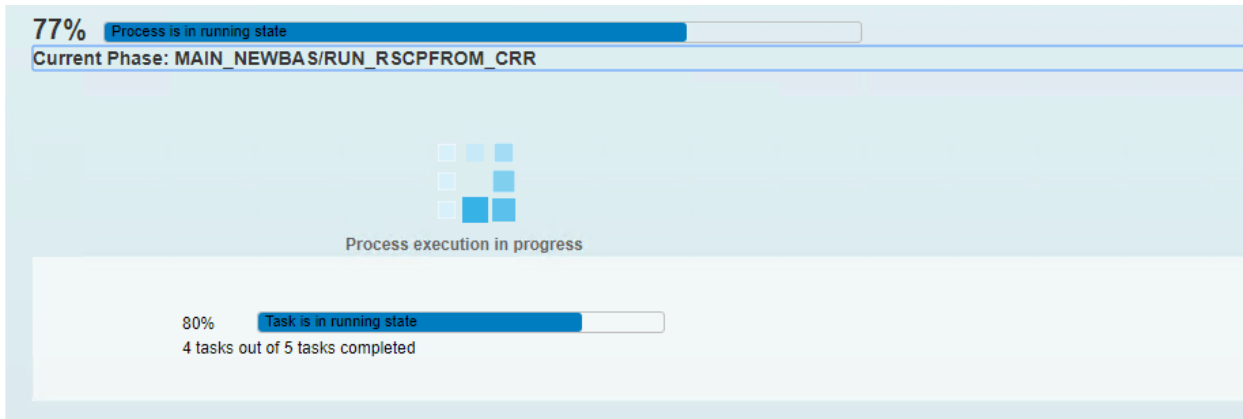 77% Process is in running state
Current Phase: MAIN_NEWBAS/RUN_RSCPFROM_CRR
Process execution in progress
80% Task is in running state
4 tasks out of 5 tasks completed